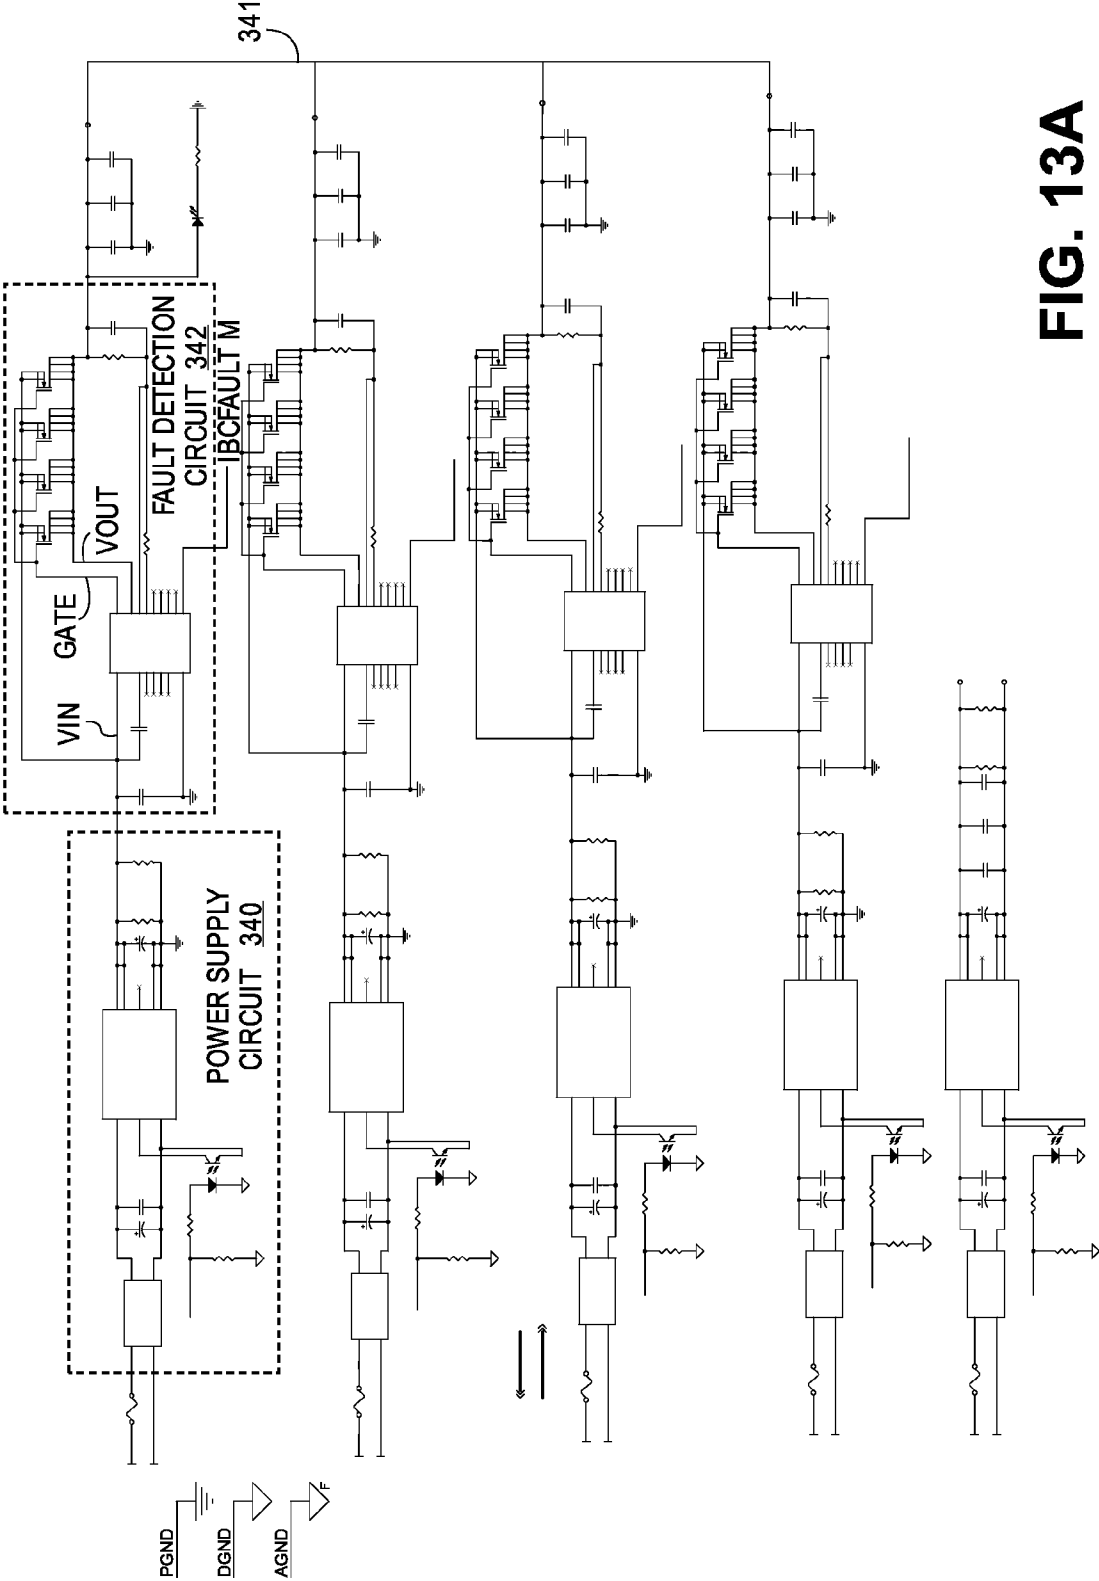 341
FAULT DETECTION
CIRCUIT 342
IBCFAULT M
VOUT
GATE
VIN
POWER SUPPLY
CIRCUIT 340
PGND
DGND
AGND
F
FIG. 13A